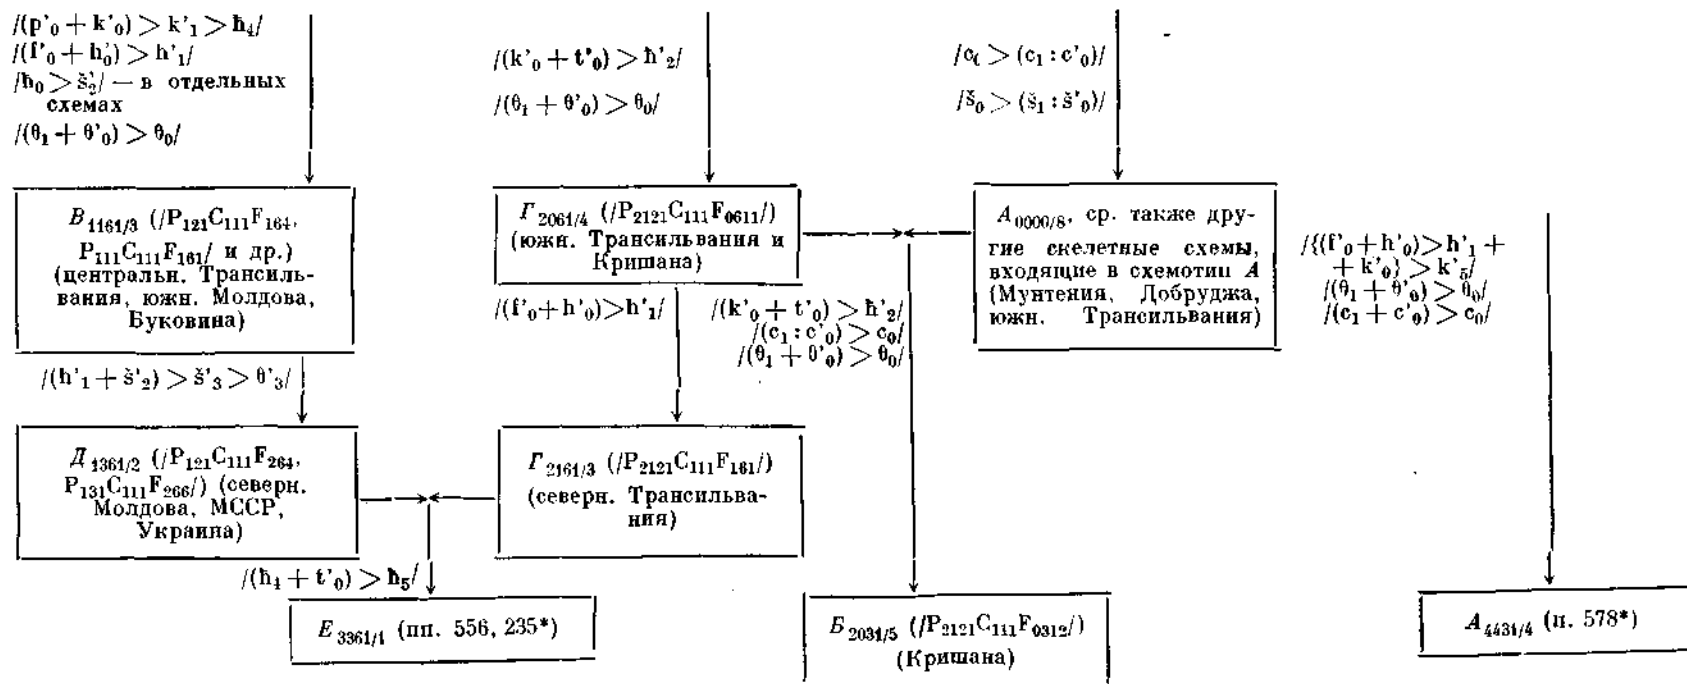 /(p'₀ + k'₀) > k'₁ > ħ₄/
/(f'₀ + h'₀) > h'₁/
/ħ₀ > š'₂/ — в отдельных
схемах
/(θ₁ + θ'₀) > θ₀/
/(k'₀ + t'₀) > ħ'₂/
/(θ₁ + θ'₀) > θ₀/
/c₀ > (c₁ : c'₀)/
/š₀ > (š₁ : š'₀)/
В₁₁₆₁/₃ (/P₁₂₁C₁₁₁F₁₆₄,
P₁₁₁C₁₁₁F₁₆₁/ и др.)
(центральн. Трансиль-
вания, южн. Молдова,
Буковина)
Г₂₀₆₁/₄ (/P₂₁₂₁C₁₁₁F₀₆₁₁/)
(южн. Трансильвания и
Кришана)
А₀₀₀₀/₈, ср. также дру-
гие скелетные схемы,
входящие в схемотип А
(Мунтения, Добруджа,
южн. Трансильвания)
/{(f'₀ + h'₀) > h'₁ +
+ k'₀} > k'₅/
/(θ₁ + θ'₀) > θ₀/
/(c₁ + c'₀) > c₀/
/(f'₀ + h'₀) > h'₁/
/(k'₀ + t'₀) > ħ'₂/
/(c₁ : c'₀) > c₀/
/(θ₁ + θ'₀) > θ₀/
/(h'₁ + š'₂) > š'₃ > θ'₃/
Д₁₃₆₁/₂ (/P₁₂₁C₁₁₁F₂₆₄,
P₁₃₁C₁₁₁F₂₆₆/) (северн.
Молдова, МССР,
Украина)
Г₂₁₆₁/₃ (/P₂₁₂₁C₁₁₁F₁₆₁/)
(северн. Трансильва-
ния)
/(ħ₄ + t'₀) > ħ₅/
Е₃₃₆₁/₁ (пп. 556, 235*)
Б₂₀₃₁/₅ (/P₂₁₂₁C₁₁₁F₀₃₁₂/)
(Кришана)
А₄₄₃₁/₄ (п. 578*)